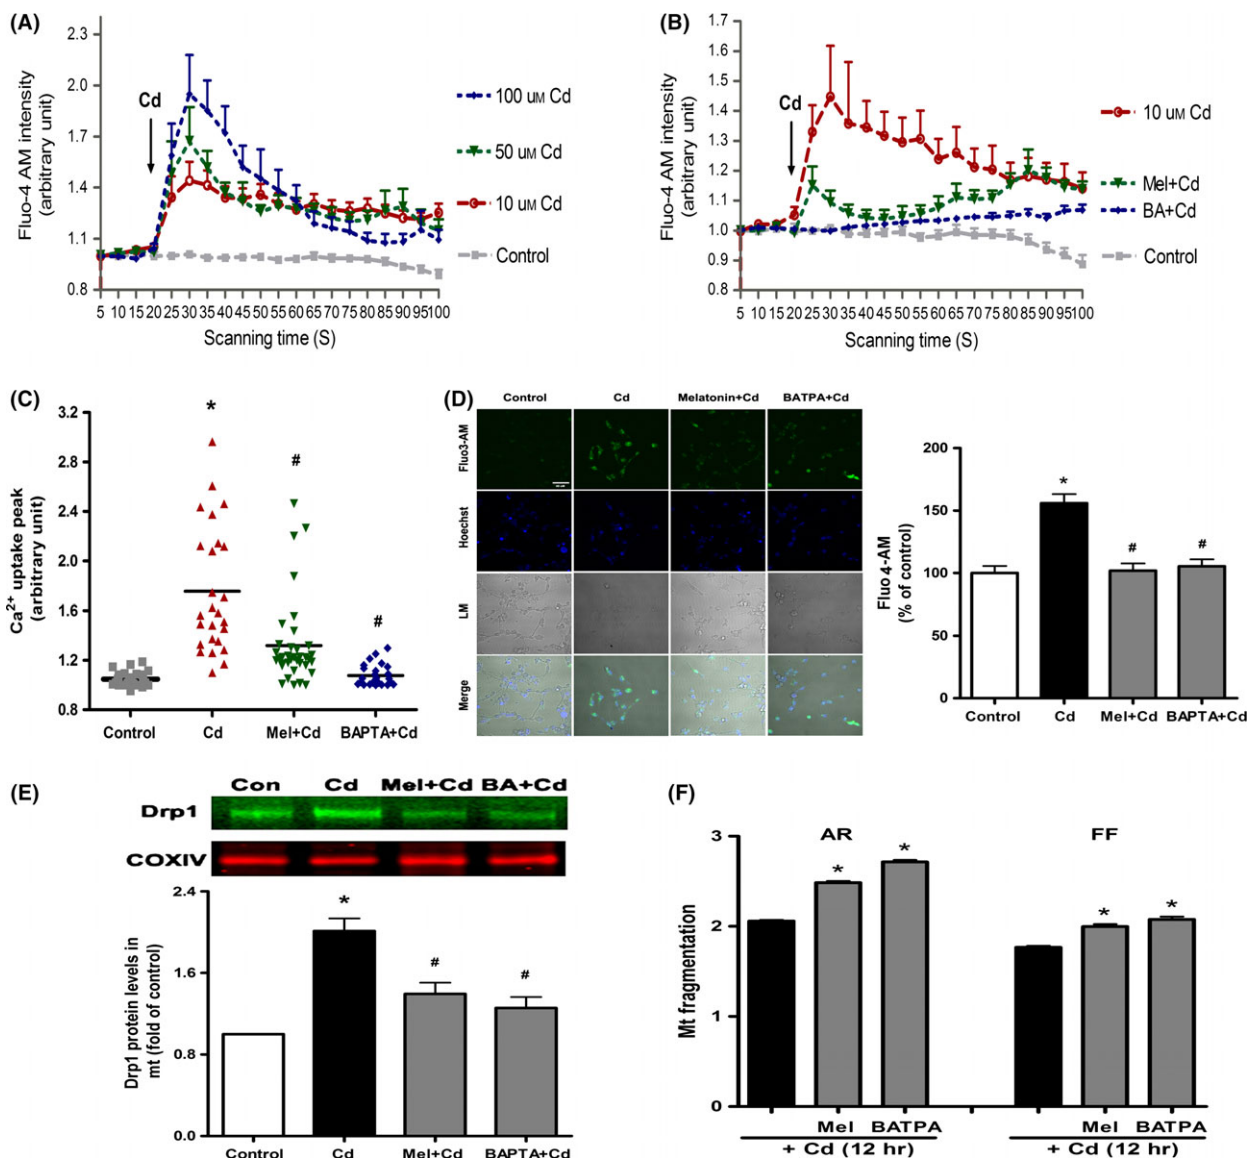 (A)
2.3
2.0
1.7
1.4
1.1
0.8
Fluo-4 AM intensity
(arbitrary unit)
Cd
100 uM Cd
50 uM Cd
10 uM Cd
Control
5 10 15 20 25 30 35 40 45 50 55 60 65 70 75 80 85 90 95100
Scanning time (S)
(B)
1.7
1.6
1.5
1.4
1.3
1.2
1.1
1.0
0.9
0.8
Fluo-4 AM intensity
(arbitrary unit)
Cd
10 uM Cd
Mel+Cd
BA+Cd
Control
5 10 15 20 25 30 35 40 45 50 55 60 65 70 75 80 85 90 95100
Scanning time (S)
(C)
3.2
2.8
2.4
2.0
1.6
1.2
0.8
Ca2+ uptake peak
(arbitrary unit)
*
#
#
Control Cd Mel+Cd BAPTA+Cd
(D)
Control Cd Melatonin+Cd BATPA+Cd
Fluo3-AM
Hoechst
LM
Merge
200
150
100
50
0
Fluo 4-AM
(% of control)
*
#
#
Control Cd Mel+Cd BAPTA+Cd
(E)
Con Cd Mel+Cd BA+Cd
Drp1
COXIV
2.4
1.6
0.8
0.0
Drp1 protein levels in
mt (fold of control)
*
#
#
Control Cd Mel+Cd BAPTA+Cd
(F)
3
2
1
0
Mt fragmentation
AR
FF
*
*
*
*
Mel BATPA
+ Cd (12 hr)
Mel BATPA
+ Cd (12 hr)